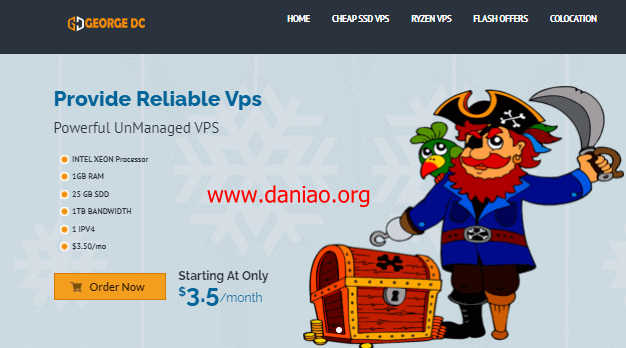 GEORGE DC
HOME CHEAP SSD VPS RYZEN VPS FLASH OFFERS COLOCATION
Provide Reliable Vps
Powerful UnManaged VPS
INTEL XEON Processor
1GB RAM
25 GB SDD
1TB BANDWIDTH
1 IPV4
$3.50/mo
www.daniao.org
Order Now
Starting At Only
$3.5/month